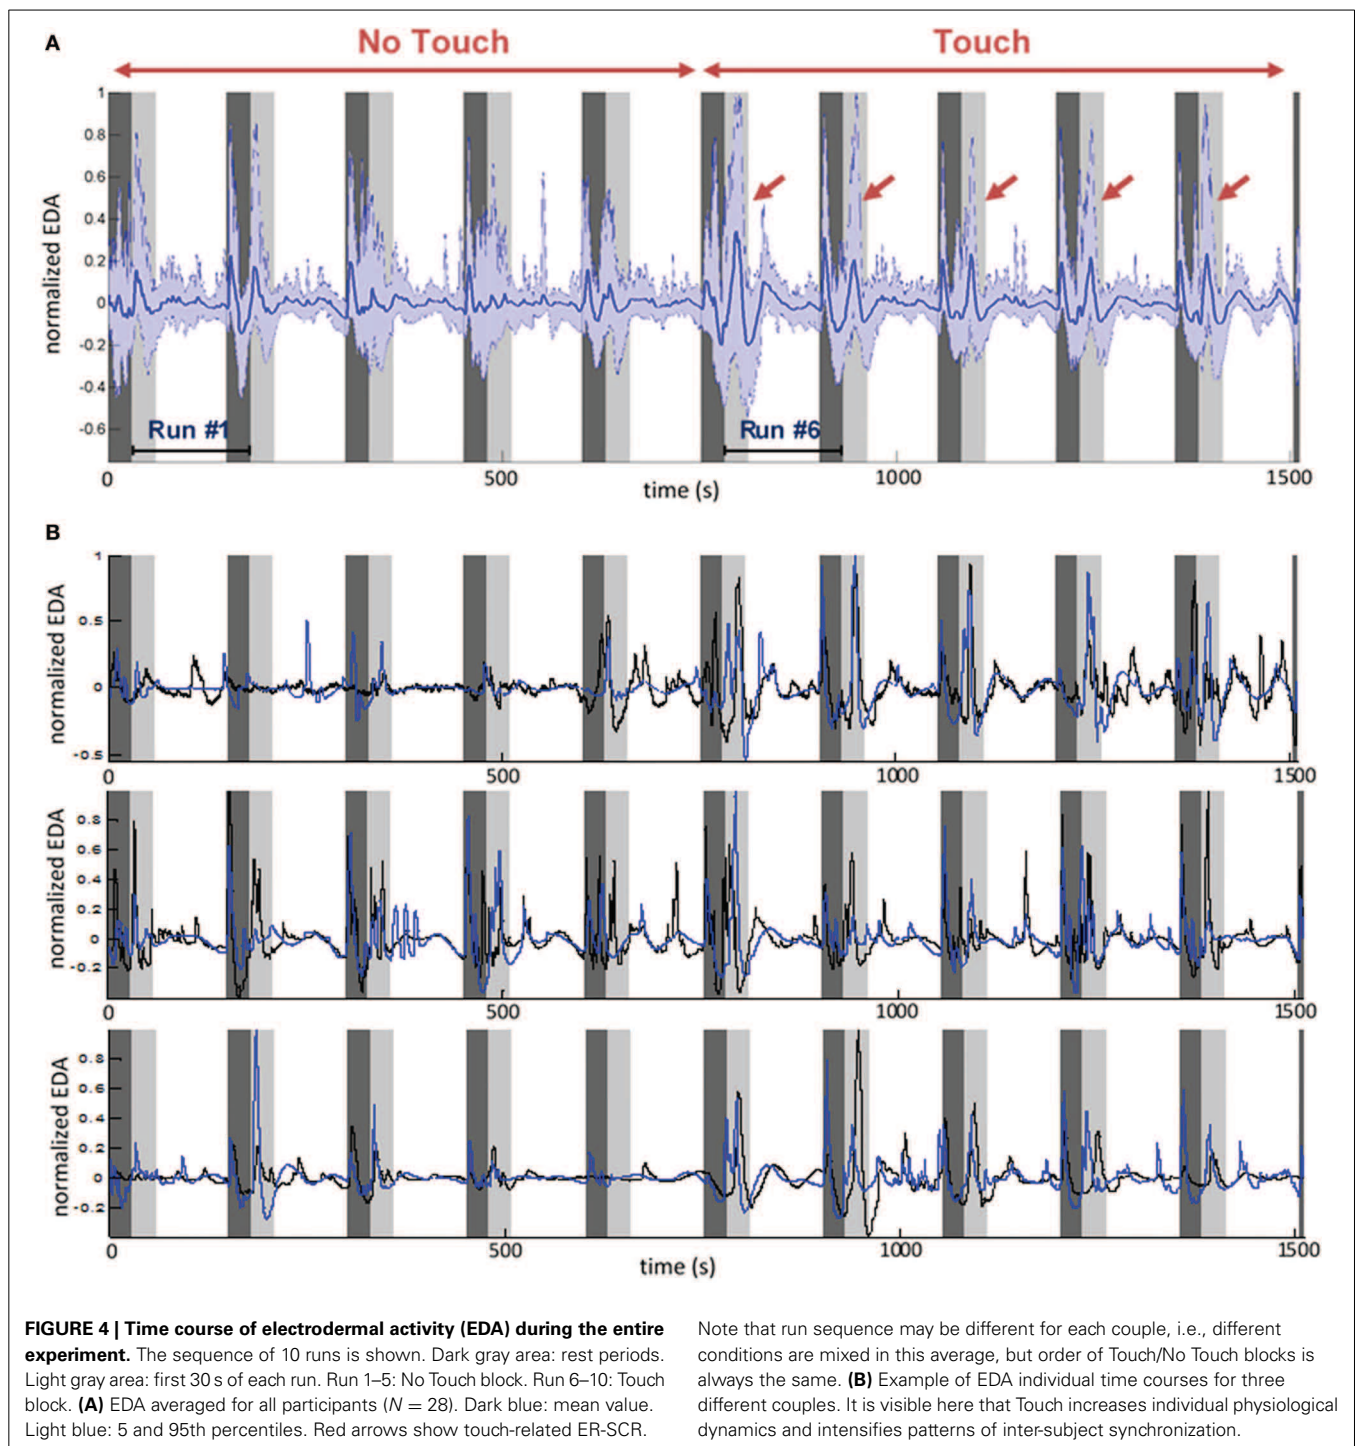 A
No Touch
Touch
1
0.8
0.6
0.4
0.2
0
-0.2
-0.4
-0.6
normalized EDA
Run #1
Run #6
0
500
1000
1500
time (s)
B
1
0.5
0
-0.5
normalized EDA
0
500
1000
1500
0.8
0.6
0.4
0.2
0
-0.2
normalized EDA
0
500
1000
1500
0.8
0.6
0.4
0.2
0
-0.2
normalized EDA
0
500
1000
1500
time (s)
FIGURE 4 | Time course of electrodermal activity (EDA) during the entire
experiment. The sequence of 10 runs is shown. Dark gray area: rest periods.
Light gray area: first 30 s of each run. Run 1–5: No Touch block. Run 6–10: Touch
block. (A) EDA averaged for all participants (N = 28). Dark blue: mean value.
Light blue: 5 and 95th percentiles. Red arrows show touch-related ER-SCR.
Note that run sequence may be different for each couple, i.e., different
conditions are mixed in this average, but order of Touch/No Touch blocks is
always the same. (B) Example of EDA individual time courses for three
different couples. It is visible here that Touch increases individual physiological
dynamics and intensifies patterns of inter-subject synchronization.